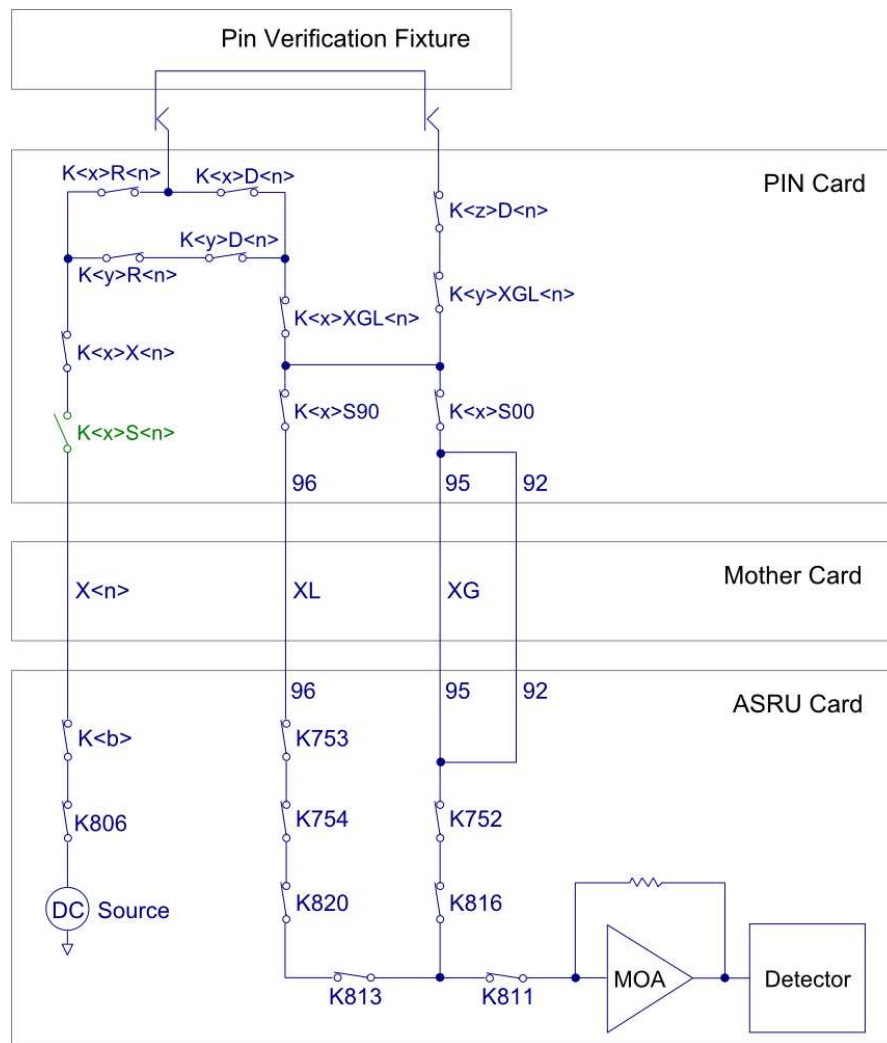 Pin Verification Fixture
PIN Card
K<x>R<n>
K<x>D<n>
K<z>D<n>
K<y>D<n>
K<y>R<n>
K<y>XGL<n>
K<x>XGL<n>
K<x>X<n>
K<x>S90
K<x>S00
K<x>S<n>
96
95
92
Mother Card
X<n>
XL
XG
96
95
92
ASRU Card
K<b>
K753
K754
K752
K806
K820
K816
DC
Source
K813
K811
MOA
Detector